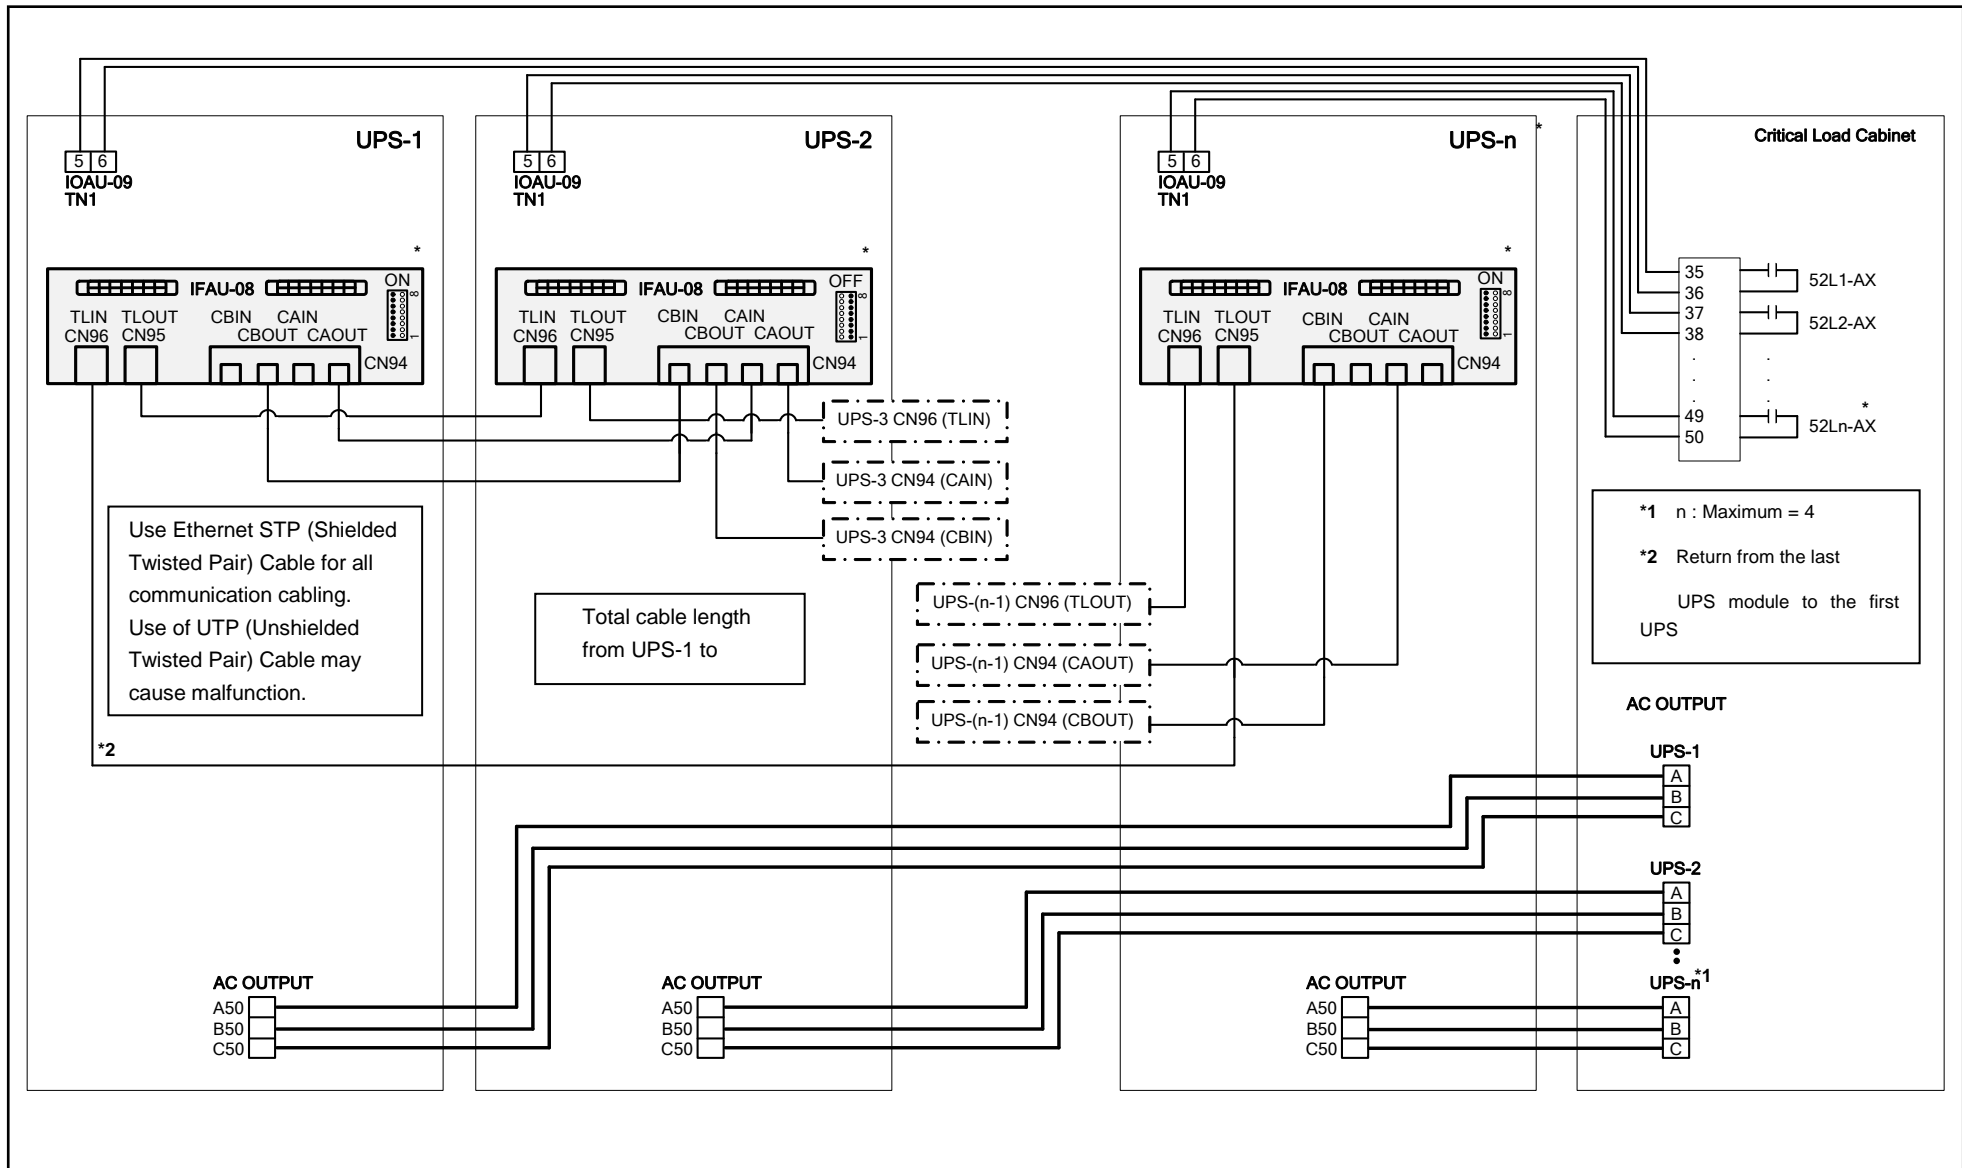 UPS-1
5 6
IOAU-09
TN1
*
IFAU-08
ON
8
1
TLIN
CN96
TLOUT
CN95
CBIN
CAIN
CBOUT CAOUT
CN94
UPS-2
5 6
IOAU-09
TN1
*
IFAU-08
OFF
8
1
TLIN
CN96
TLOUT
CN95
CBIN
CAIN
CBOUT CAOUT
CN94
UPS-3 CN96 (TLIN)
UPS-3 CN94 (CAIN)
UPS-3 CN94 (CBIN)
Use Ethernet STP (Shielded
Twisted Pair) Cable for all
communication cabling.
Use of UTP (Unshielded
Twisted Pair) Cable may
cause malfunction.
Total cable length
from UPS-1 to
*2
UPS-n
*
5 6
IOAU-09
TN1
*
IFAU-08
ON
8
1
TLIN
CN96
TLOUT
CN95
CBIN
CAIN
CBOUT CAOUT
CN94
UPS-(n-1) CN96 (TLOUT)
UPS-(n-1) CN94 (CAOUT)
UPS-(n-1) CN94 (CBOUT)
Critical Load Cabinet
35
36
37
38
.
.
.
49
50
52L1-AX
52L2-AX
.
.
.
*
52Ln-AX
*1 n : Maximum = 4
*2 Return from the last
UPS module to the first
UPS
AC OUTPUT
UPS-1
A
B
C
UPS-2
A
B
C
UPS-n*1
A
B
C
AC OUTPUT
A50
B50
C50
AC OUTPUT
A50
B50
C50
AC OUTPUT
A50
B50
C50